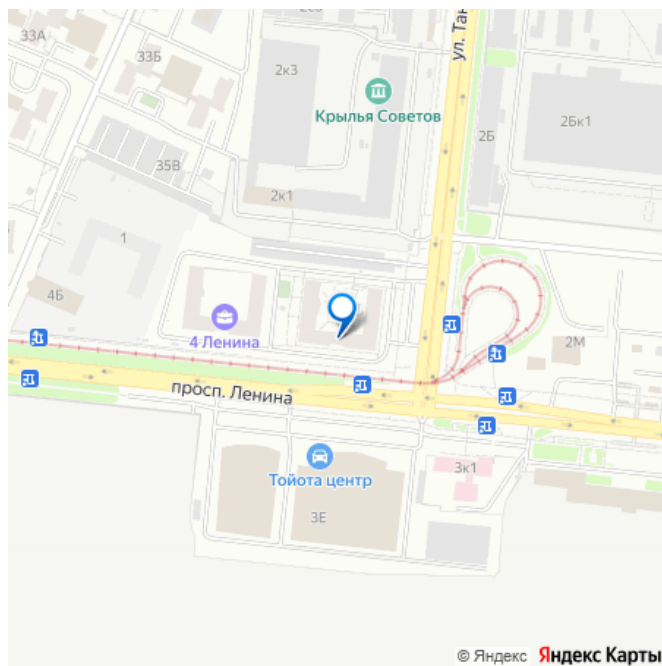 33А
33Б
2к3
ул. Тан
Крылья Советов
2Б
2Бк1
35В
2к1
1
4Б
4 Ленина
2М
просп. Ленина
Тойота центр
3к1
3Е
© Яндекс Яндекс Карты